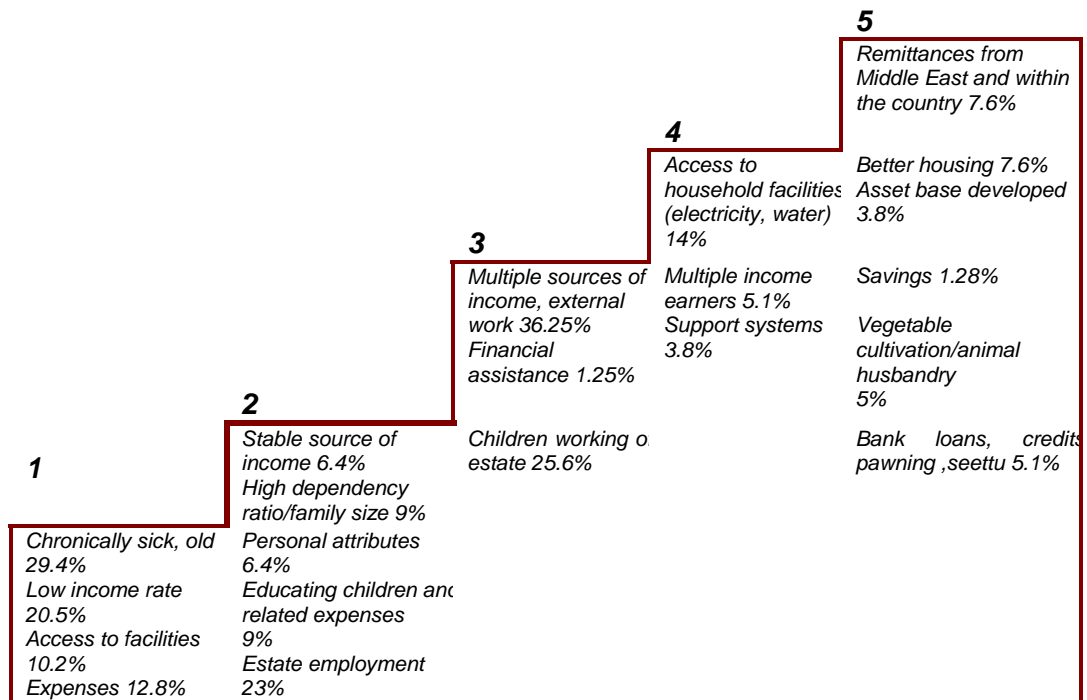 1
Chronically sick, old
29.4%
Low income rate
20.5%
Access to facilities
10.2%
Expenses 12.8%
2
Stable source of
income 6.4%
High dependency
ratio/family size 9%
Personal attributes
6.4%
Educating children and
related expenses
9%
Estate employment
23%
3
Multiple sources of
income, external
work 36.25%
Financial
assistance 1.25%
Children working
estate 25.6%
4
Access to
household facilities
(electricity, water)
14%
Multiple income
earners 5.1%
Support systems
3.8%
5
Remittances from
Middle East and within
the country 7.6%
Better housing 7.6%
Asset base developed
3.8%
Savings 1.28%
Vegetable
cultivation/animal
husbandry
5%
Bank loans, credits
pawning ,seettu 5.1%